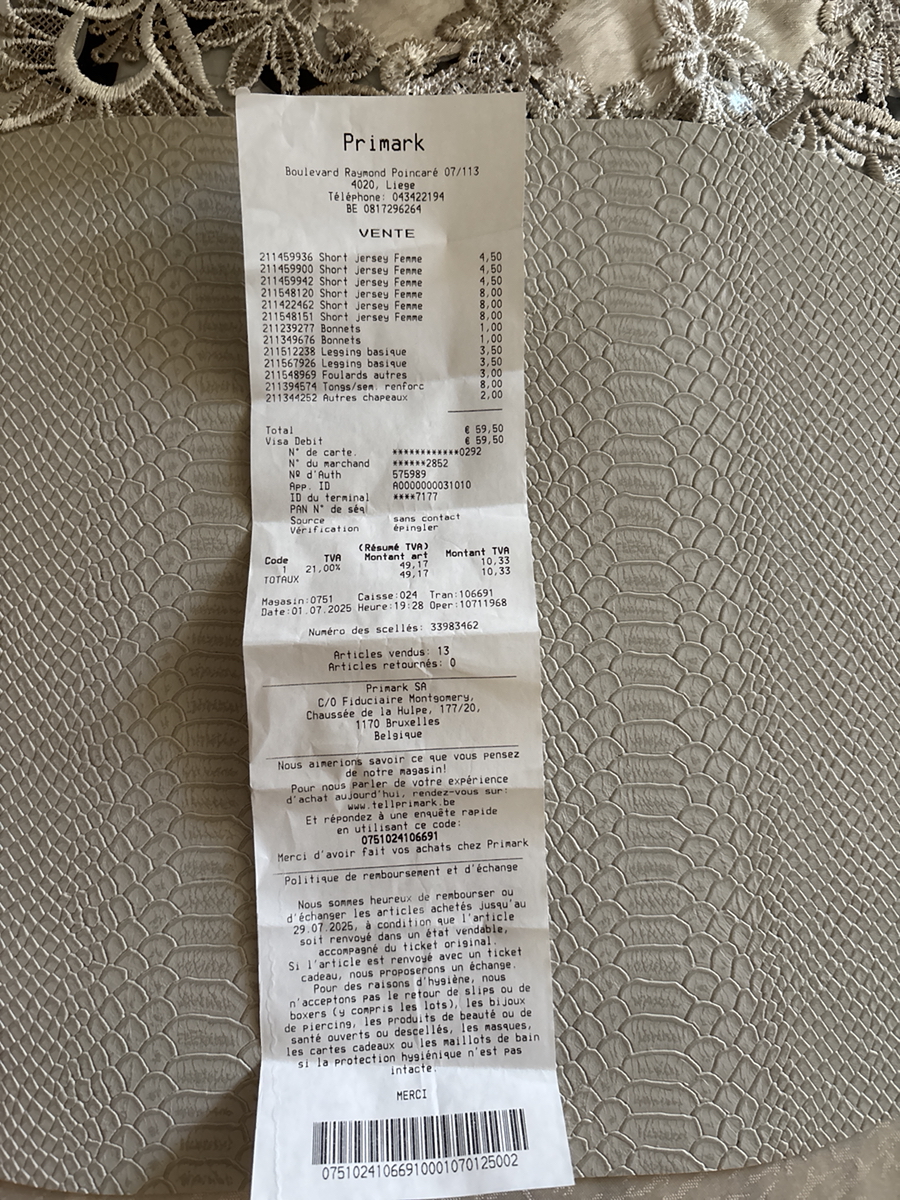 Primark
Boulevard Raymond Poincaré 07/113
4020, Liege
Téléphone: 043422194
BE 0817296264
VENTE
211459936 Short jersey Femme 4,50
211459900 Short jersey Femme 4,50
211459942 Short jersey Femme 4,50
211548120 Short jersey Femme 8,00
211422462 Short jersey Femme 8,00
211548151 Short jersey Femme 8,00
211239277 Bonnets 1,00
211349676 Bonnets 1,00
211512238 Legging basique 3,50
211567926 Legging basique 3,50
211548969 Foulards autres 3,00
211394574 Tongs/sem. renforc 8,00
211344252 Autres chapeaux 2,00
Total € 59,50
Visa Debit € 59,50
N° de carte. ************0292
N° du marchand ******2852
Nº d'Auth 575989
App. ID A0000000031010
ID du terminal ****7177
PAN N° de séq
Source sans contact
Vérification épingler
(Résumé TVA)
Code TVA Montant art Montant TVA
1 21,00% 49,17 10,33
TOTAUX 49,17 10,33
Magasin:0751 Caisse:024 Tran:106691
Date:01.07.2025 Heure:19:28 Oper:10711968
Numéro des scellés: 33983462
Articles vendus: 13
Articles retournés: 0
Primark SA
C/O Fiduciaire Montgomery,
Chaussée de la Hulpe, 177/20,
1170 Bruxelles
Belgique
Nous aimerions savoir ce que vous pensez
de notre magasin!
Pour nous parler de votre expérience
d'achat aujourd'hui, rendez-vous sur:
www.tellprimark.be
Et répondez à une enquête rapide
en utilisant ce code:
0751024106691
Merci d'avoir fait vos achats chez Primark
Politique de remboursement et d'échange
Nous sommes heureux de rembourser ou
d'échanger les articles achetés jusqu'au
29.07.2025, à condition que l'article
soit renvoyé dans un état vendable,
accompagné du ticket original.
Si l'article est renvoyé avec un ticket
cadeau, nous proposerons un échange.
Pour des raisons d'hygiène, nous
n'acceptons pas le retour de slips ou de
boxers (y compris les lots), les bijoux
de piercing, les produits de beauté ou de
santé ouverts ou descellés, les masques,
les cartes cadeaux ou les maillots de bain
si la protection hygiénique n'est pas
intacte.
MERCI
07510241066910001070125002